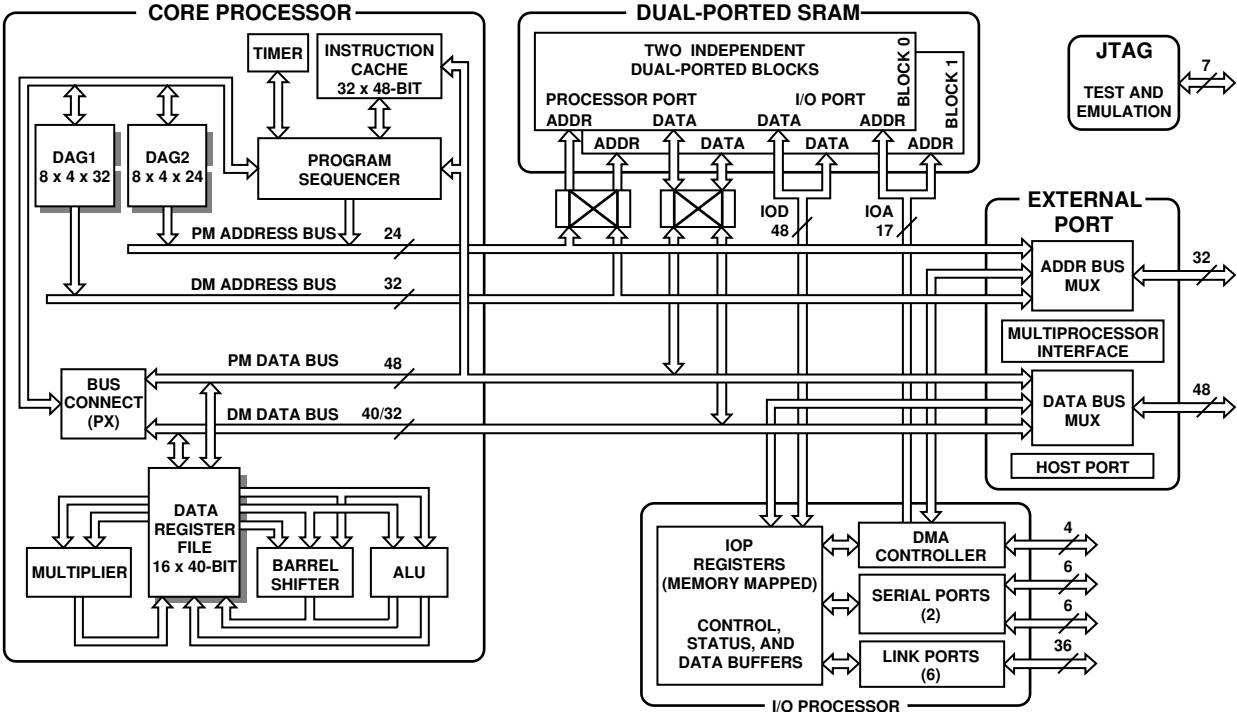 CORE PROCESSOR
TIMER
INSTRUCTION
CACHE
32 x 48-BIT
DAG1
8 x 4 x 32
DAG2
8 x 4 x 24
PROGRAM
SEQUENCER
PM ADDRESS BUS
24
DM ADDRESS BUS
32
PM DATA BUS
48
BUS
CONNECT
(PX)
DM DATA BUS
40/32
DATA
REGISTER
FILE
16 x 40-BIT
MULTIPLIER
BARREL
SHIFTER
ALU
DUAL-PORTED SRAM
TWO INDEPENDENT
DUAL-PORTED BLOCKS
PROCESSOR PORT
I/O PORT
ADDR
DATA
DATA
ADDR
BLOCK 0
ADDR
DATA
DATA
ADDR
BLOCK 1
IOD
48
IOA
17
JTAG
TEST AND
EMULATION
7
EXTERNAL
PORT
ADDR BUS
MUX
32
MULTIPROCESSOR
INTERFACE
DATA BUS
MUX
48
HOST PORT
IOP
REGISTERS
(MEMORY MAPPED)
CONTROL,
STATUS, AND
DATA BUFFERS
DMA
CONTROLLER
4
SERIAL PORTS
(2)
6
6
LINK PORTS
(6)
36
I/O PROCESSOR